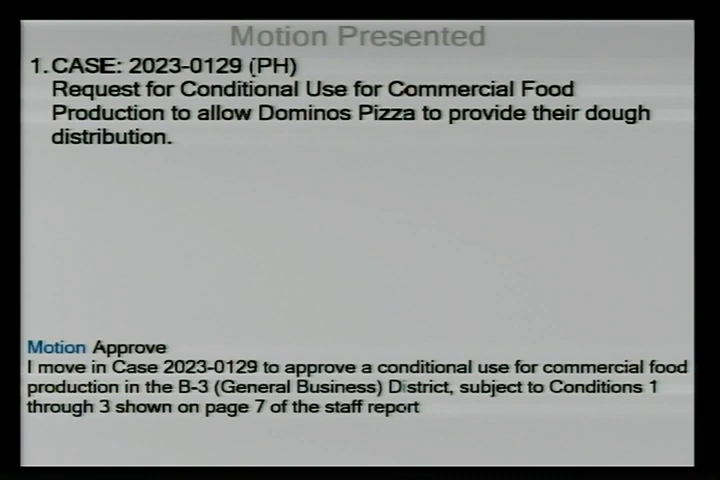 Motion Presented
1. CASE: 2023-0129 (PH)
Request for Conditional Use for Commercial Food
Production to allow Dominos Pizza to provide their dough
distribution.
Motion Approve
I move in Case 2023-0129 to approve a conditional use for commercial food
production in the B-3 (General Business) District, subject to Conditions 1
through 3 shown on page 7 of the staff report